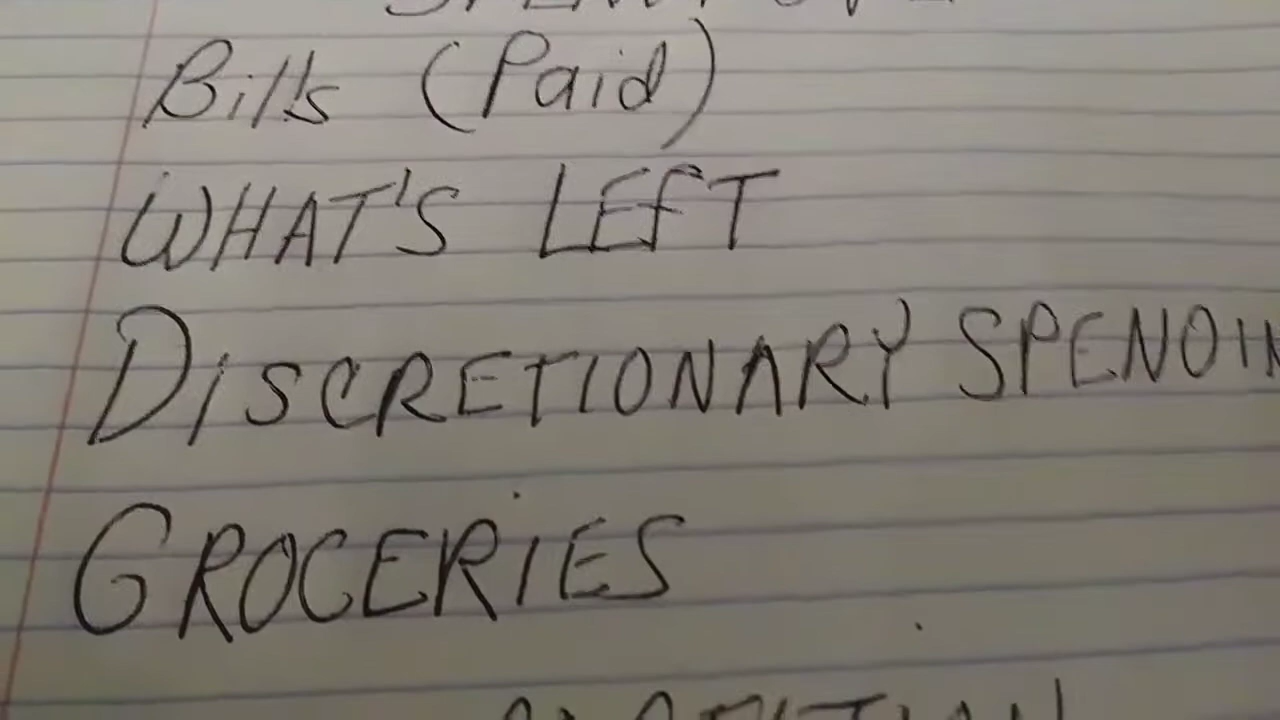 Bills (Paid)
WHAT'S LEFT
DISCRETIONARY SPENDIN
GROCERIES